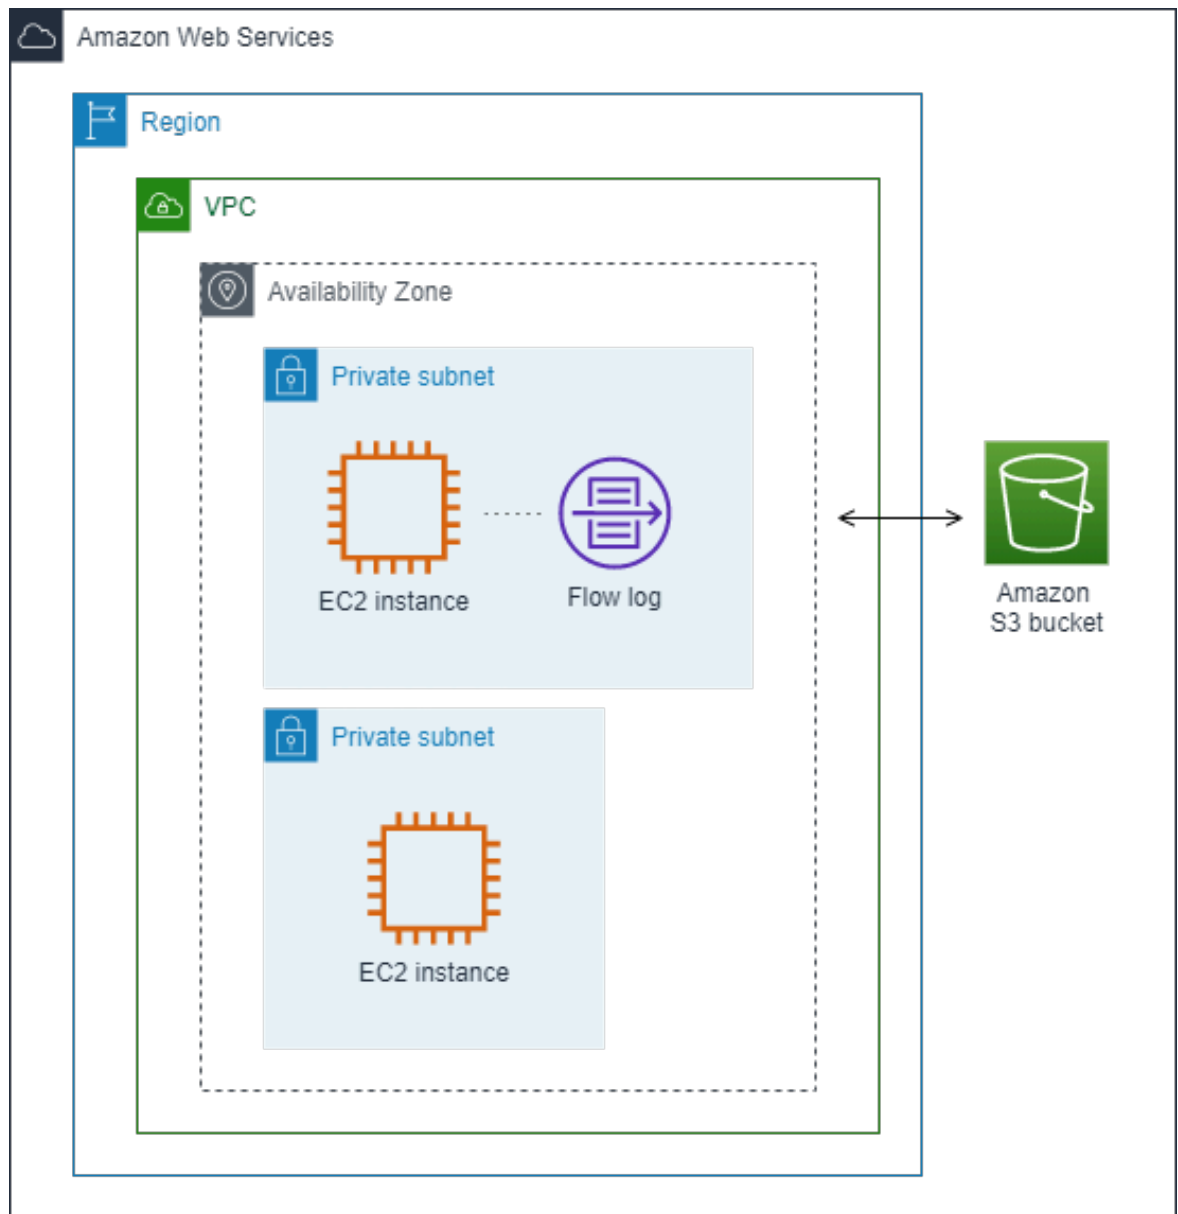 Amazon Web Services
Region
VPC
Availability Zone
Private subnet
EC2 instance
Flow log
Amazon
S3 bucket
Private subnet
EC2 instance